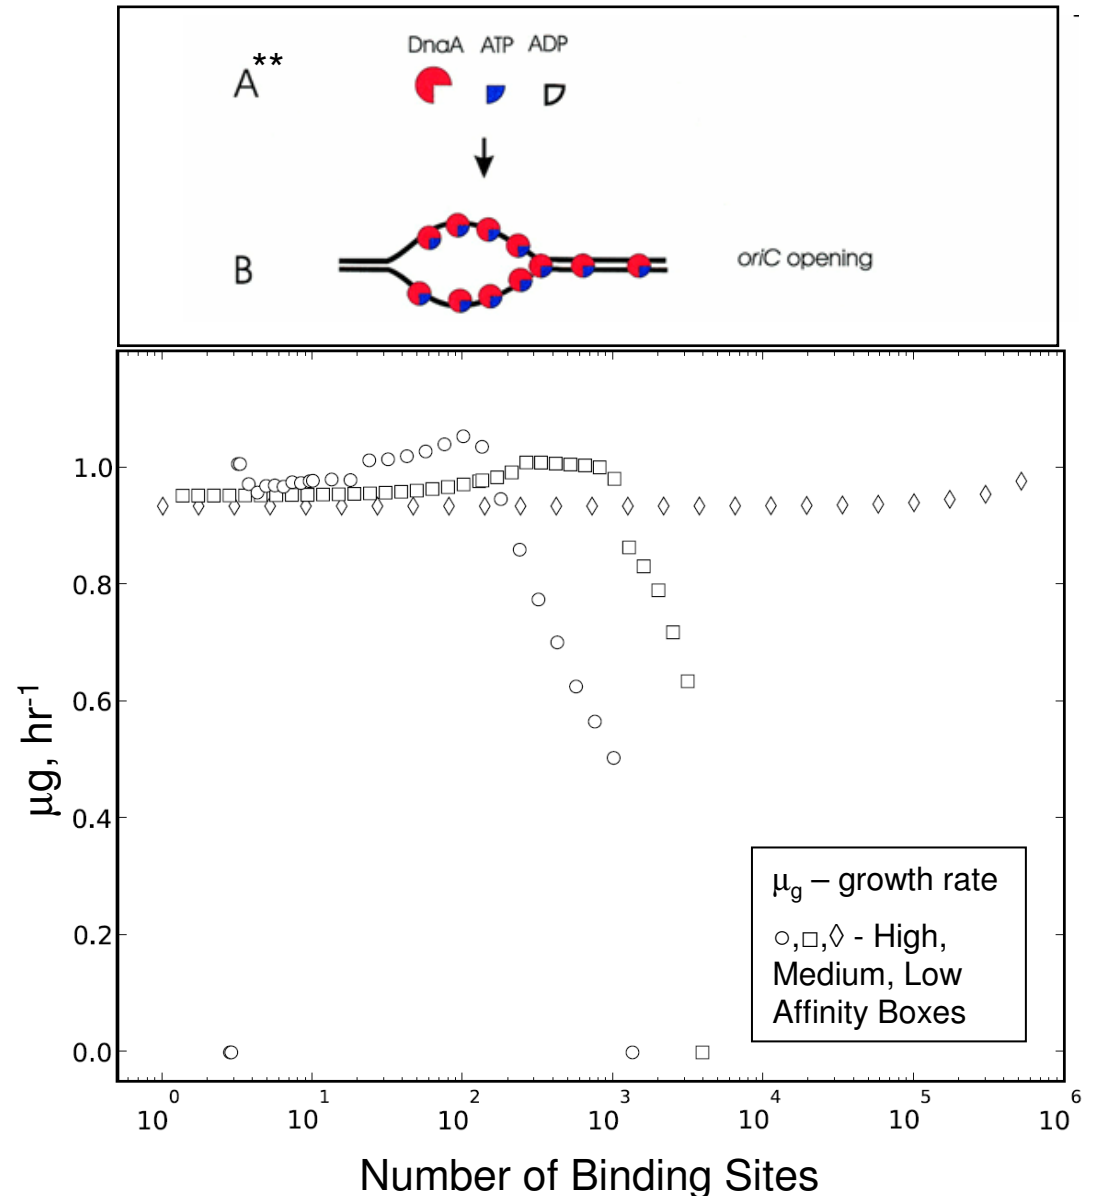 -
DnaA ATP ADP
A**
B
oriC opening
1.0
0.8
0.6
0.4
0.2
0.0
μg, hr-1
μg – growth rate
○,□,◊ - High,
Medium, Low
Affinity Boxes
10 0 10 1 10 2 10 3 10 4 10 5 10 6
Number of Binding Sites